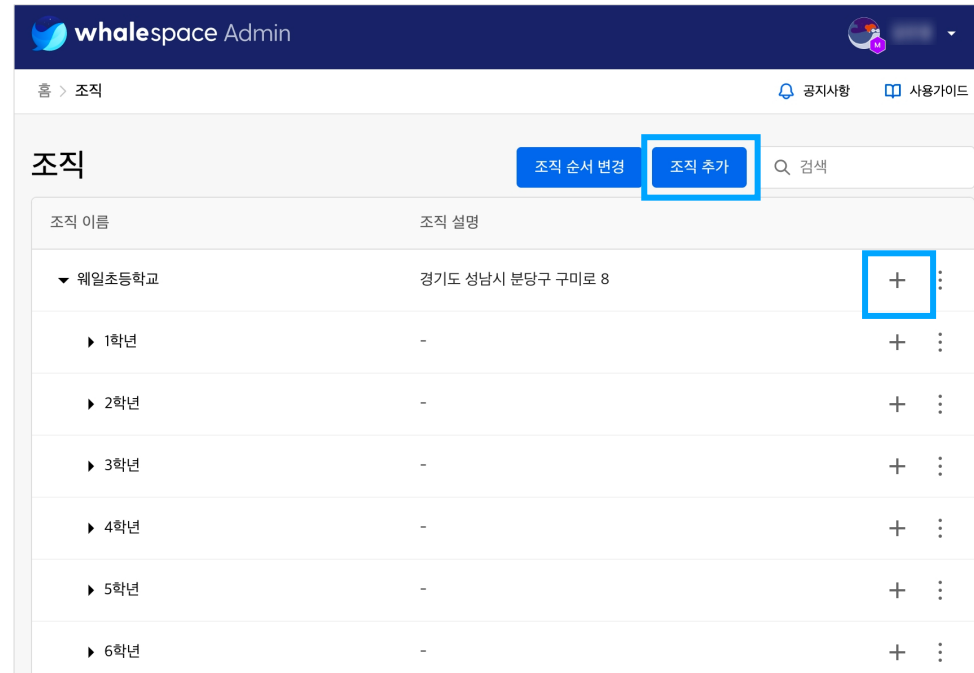 whalespace Admin
M
홈 > 조직
공지사항
사용가이드
조직
조직 순서 변경
조직 추가
검색
조직 이름
조직 설명
웨일초등학교
경기도 성남시 분당구 구미로 8
1학년
-
2학년
-
3학년
-
4학년
-
5학년
-
6학년
-